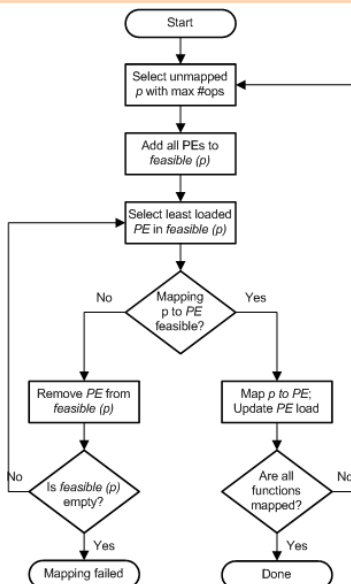 Start
Select unmapped
p with max #ops
Add all PEs to
feasible (p)
Select least loaded
PE in feasible (p)
No
Mapping
p to PE
feasible?
Yes
Remove PE from
feasible (p)
Map p to PE;
Update PE load
No
Is feasible (p)
empty?
Are all
functions
mapped?
No
Yes
Yes
Mapping failed
Done